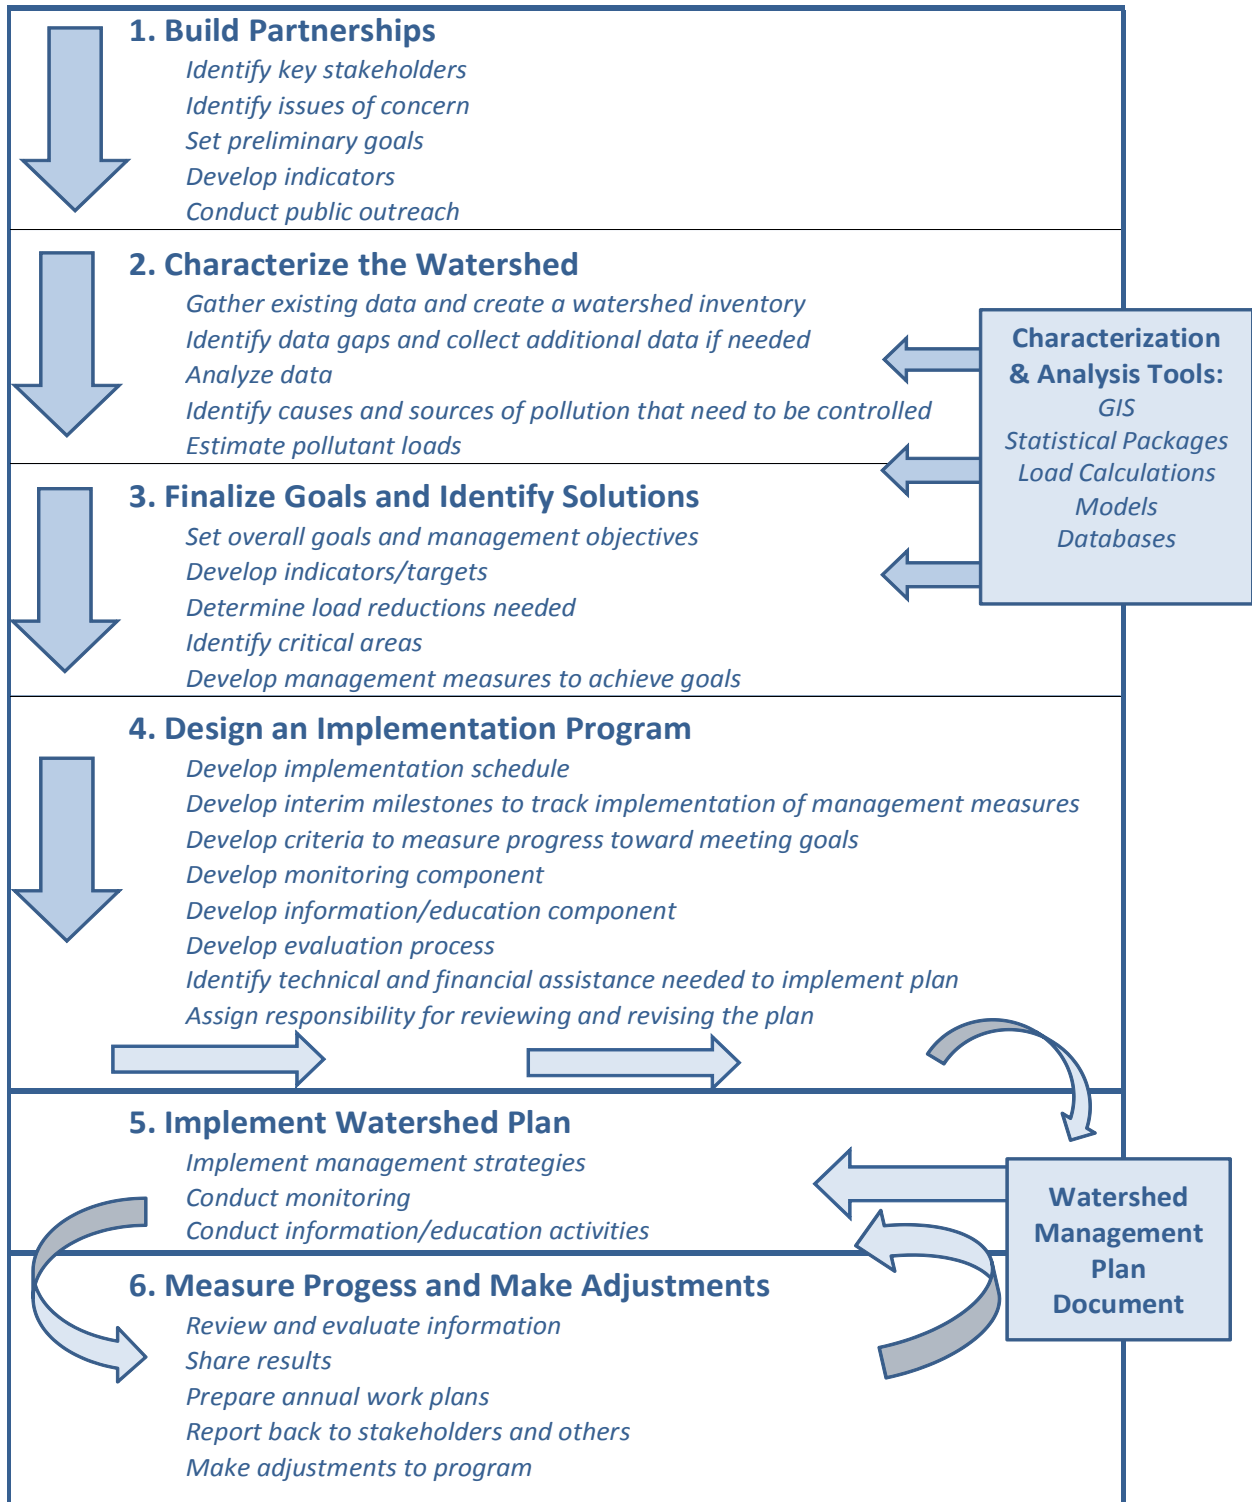 1. Build Partnerships
Identify key stakeholders
Identify issues of concern
Set preliminary goals
Develop indicators
Conduct public outreach
2. Characterize the Watershed
Gather existing data and create a watershed inventory
Identify data gaps and collect additional data if needed
Analyze data
Identify causes and sources of pollution that need to be controlled
Estimate pollutant loads
Characterization
& Analysis Tools:
GIS
Statistical Packages
Load Calculations
Models
Databases
3. Finalize Goals and Identify Solutions
Set overall goals and management objectives
Develop indicators/targets
Determine load reductions needed
Identify critical areas
Develop management measures to achieve goals
4. Design an Implementation Program
Develop implementation schedule
Develop interim milestones to track implementation of management measures
Develop criteria to measure progress toward meeting goals
Develop monitoring component
Develop information/education component
Develop evaluation process
Identify technical and financial assistance needed to implement plan
Assign responsibility for reviewing and revising the plan
5. Implement Watershed Plan
Implement management strategies
Conduct monitoring
Conduct information/education activities
Watershed
Management
Plan
Document
6. Measure Progess and Make Adjustments
Review and evaluate information
Share results
Prepare annual work plans
Report back to stakeholders and others
Make adjustments to program